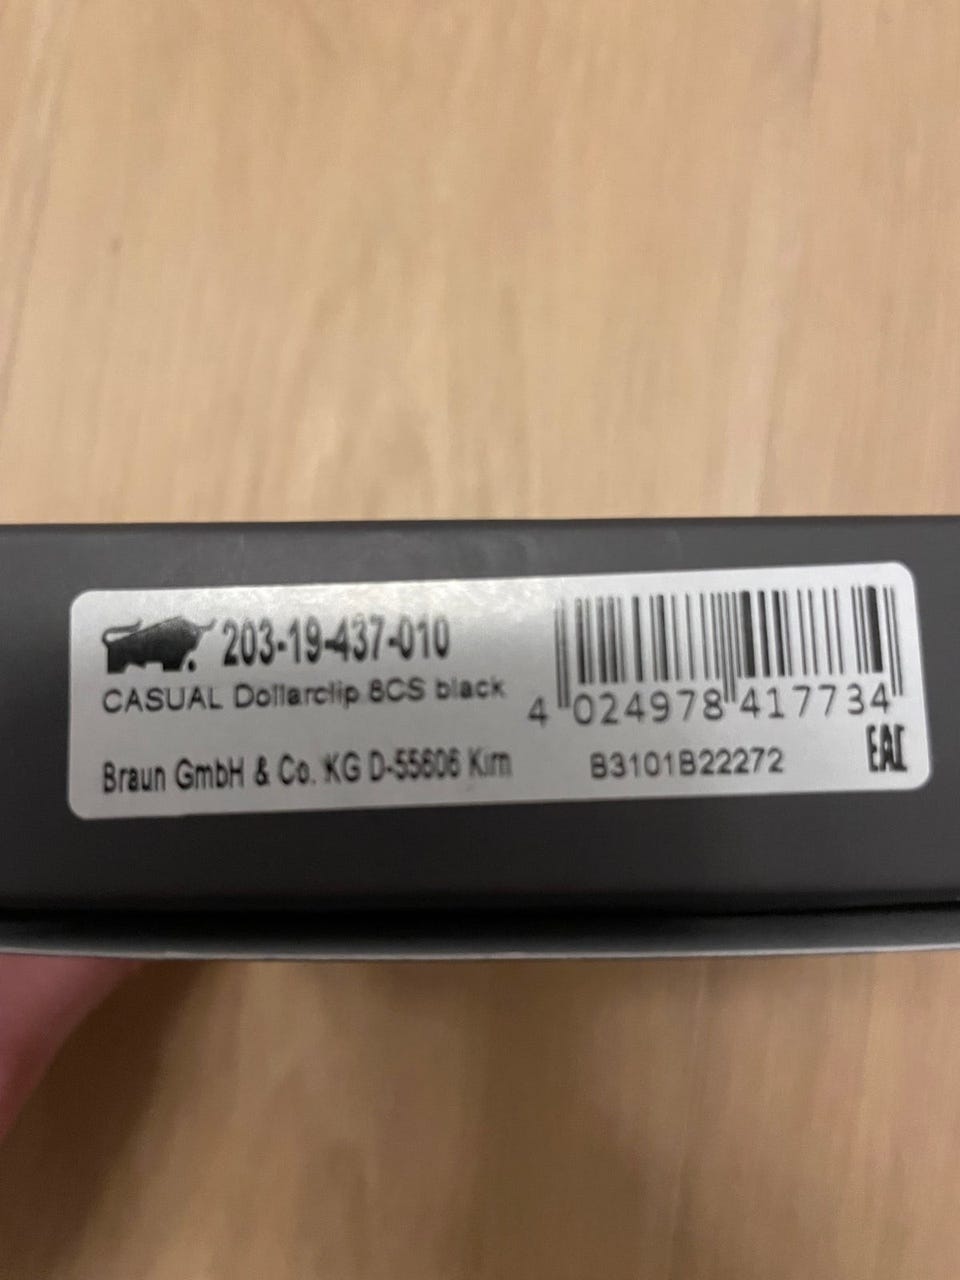 203-19-437-010
CASUAL Dollarclip 8CS black
Braun GmbH & Co. KG D-55606 Kirn
4 024978 417734
B3101B22272
EAC